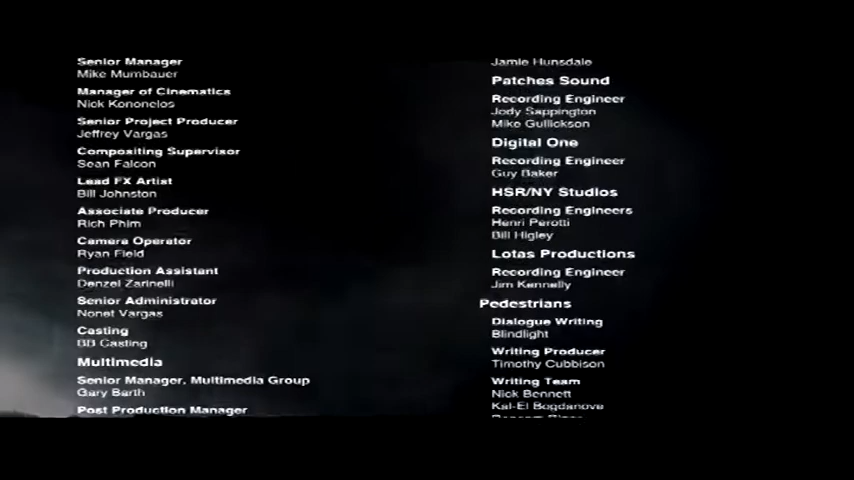 Senior Manager
Mike Mumbauer
Manager of Cinematics
Nick Kononelos
Senior Project Producer
Jeffrey Vargas
Compositing Supervisor
Sean Falcon
Lead FX Artist
Bill Johnston
Associate Producer
Rich Phim
Camera Operator
Ryan Field
Production Assistant
Denzel Zarinelli
Senior Administrator
Nonet Vargas
Casting
BB Casting
Multimedia
Senior Manager, Multimedia Group
Gary Barth
Post Production Manager
Jamie Hunsdale
Patches Sound
Recording Engineer
Jody Sappington
Mike Gullickson
Digital One
Recording Engineer
Guy Baker
HSR/NY Studios
Recording Engineers
Henri Perotti
Bill Higley
Lotas Productions
Recording Engineer
Jim Kennelly
Pedestrians
Dialogue Writing
Blindlight
Writing Producer
Timothy Cubbison
Writing Team
Nick Bennett
Kal-El Bogdanove